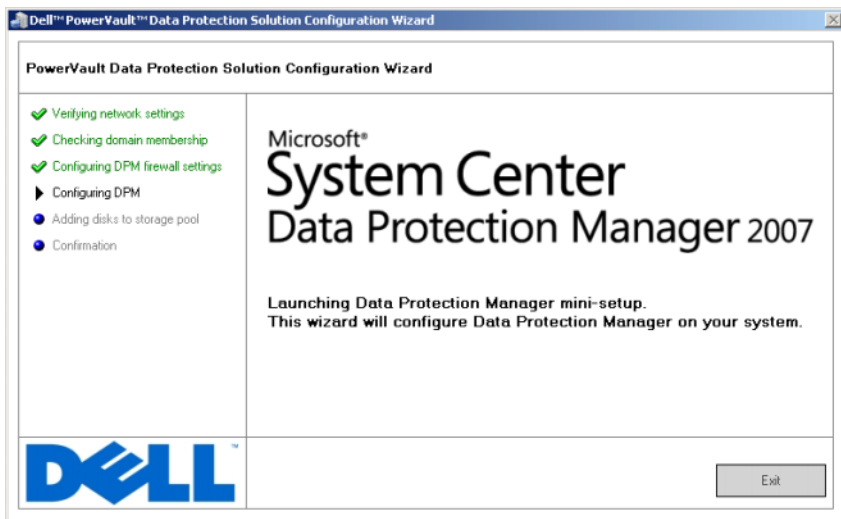 Dell™ PowerVault™ Data Protection Solution Configuration Wizard
PowerVault Data Protection Solution Configuration Wizard
Verifying network settings
Checking domain membership
Configuring DPM firewall settings
Configuring DPM
Adding disks to storage pool
Confirmation
Microsoft®
System Center
Data Protection Manager 2007
Launching Data Protection Manager mini-setup.
This wizard will configure Data Protection Manager on your system.
DELL™
Exit